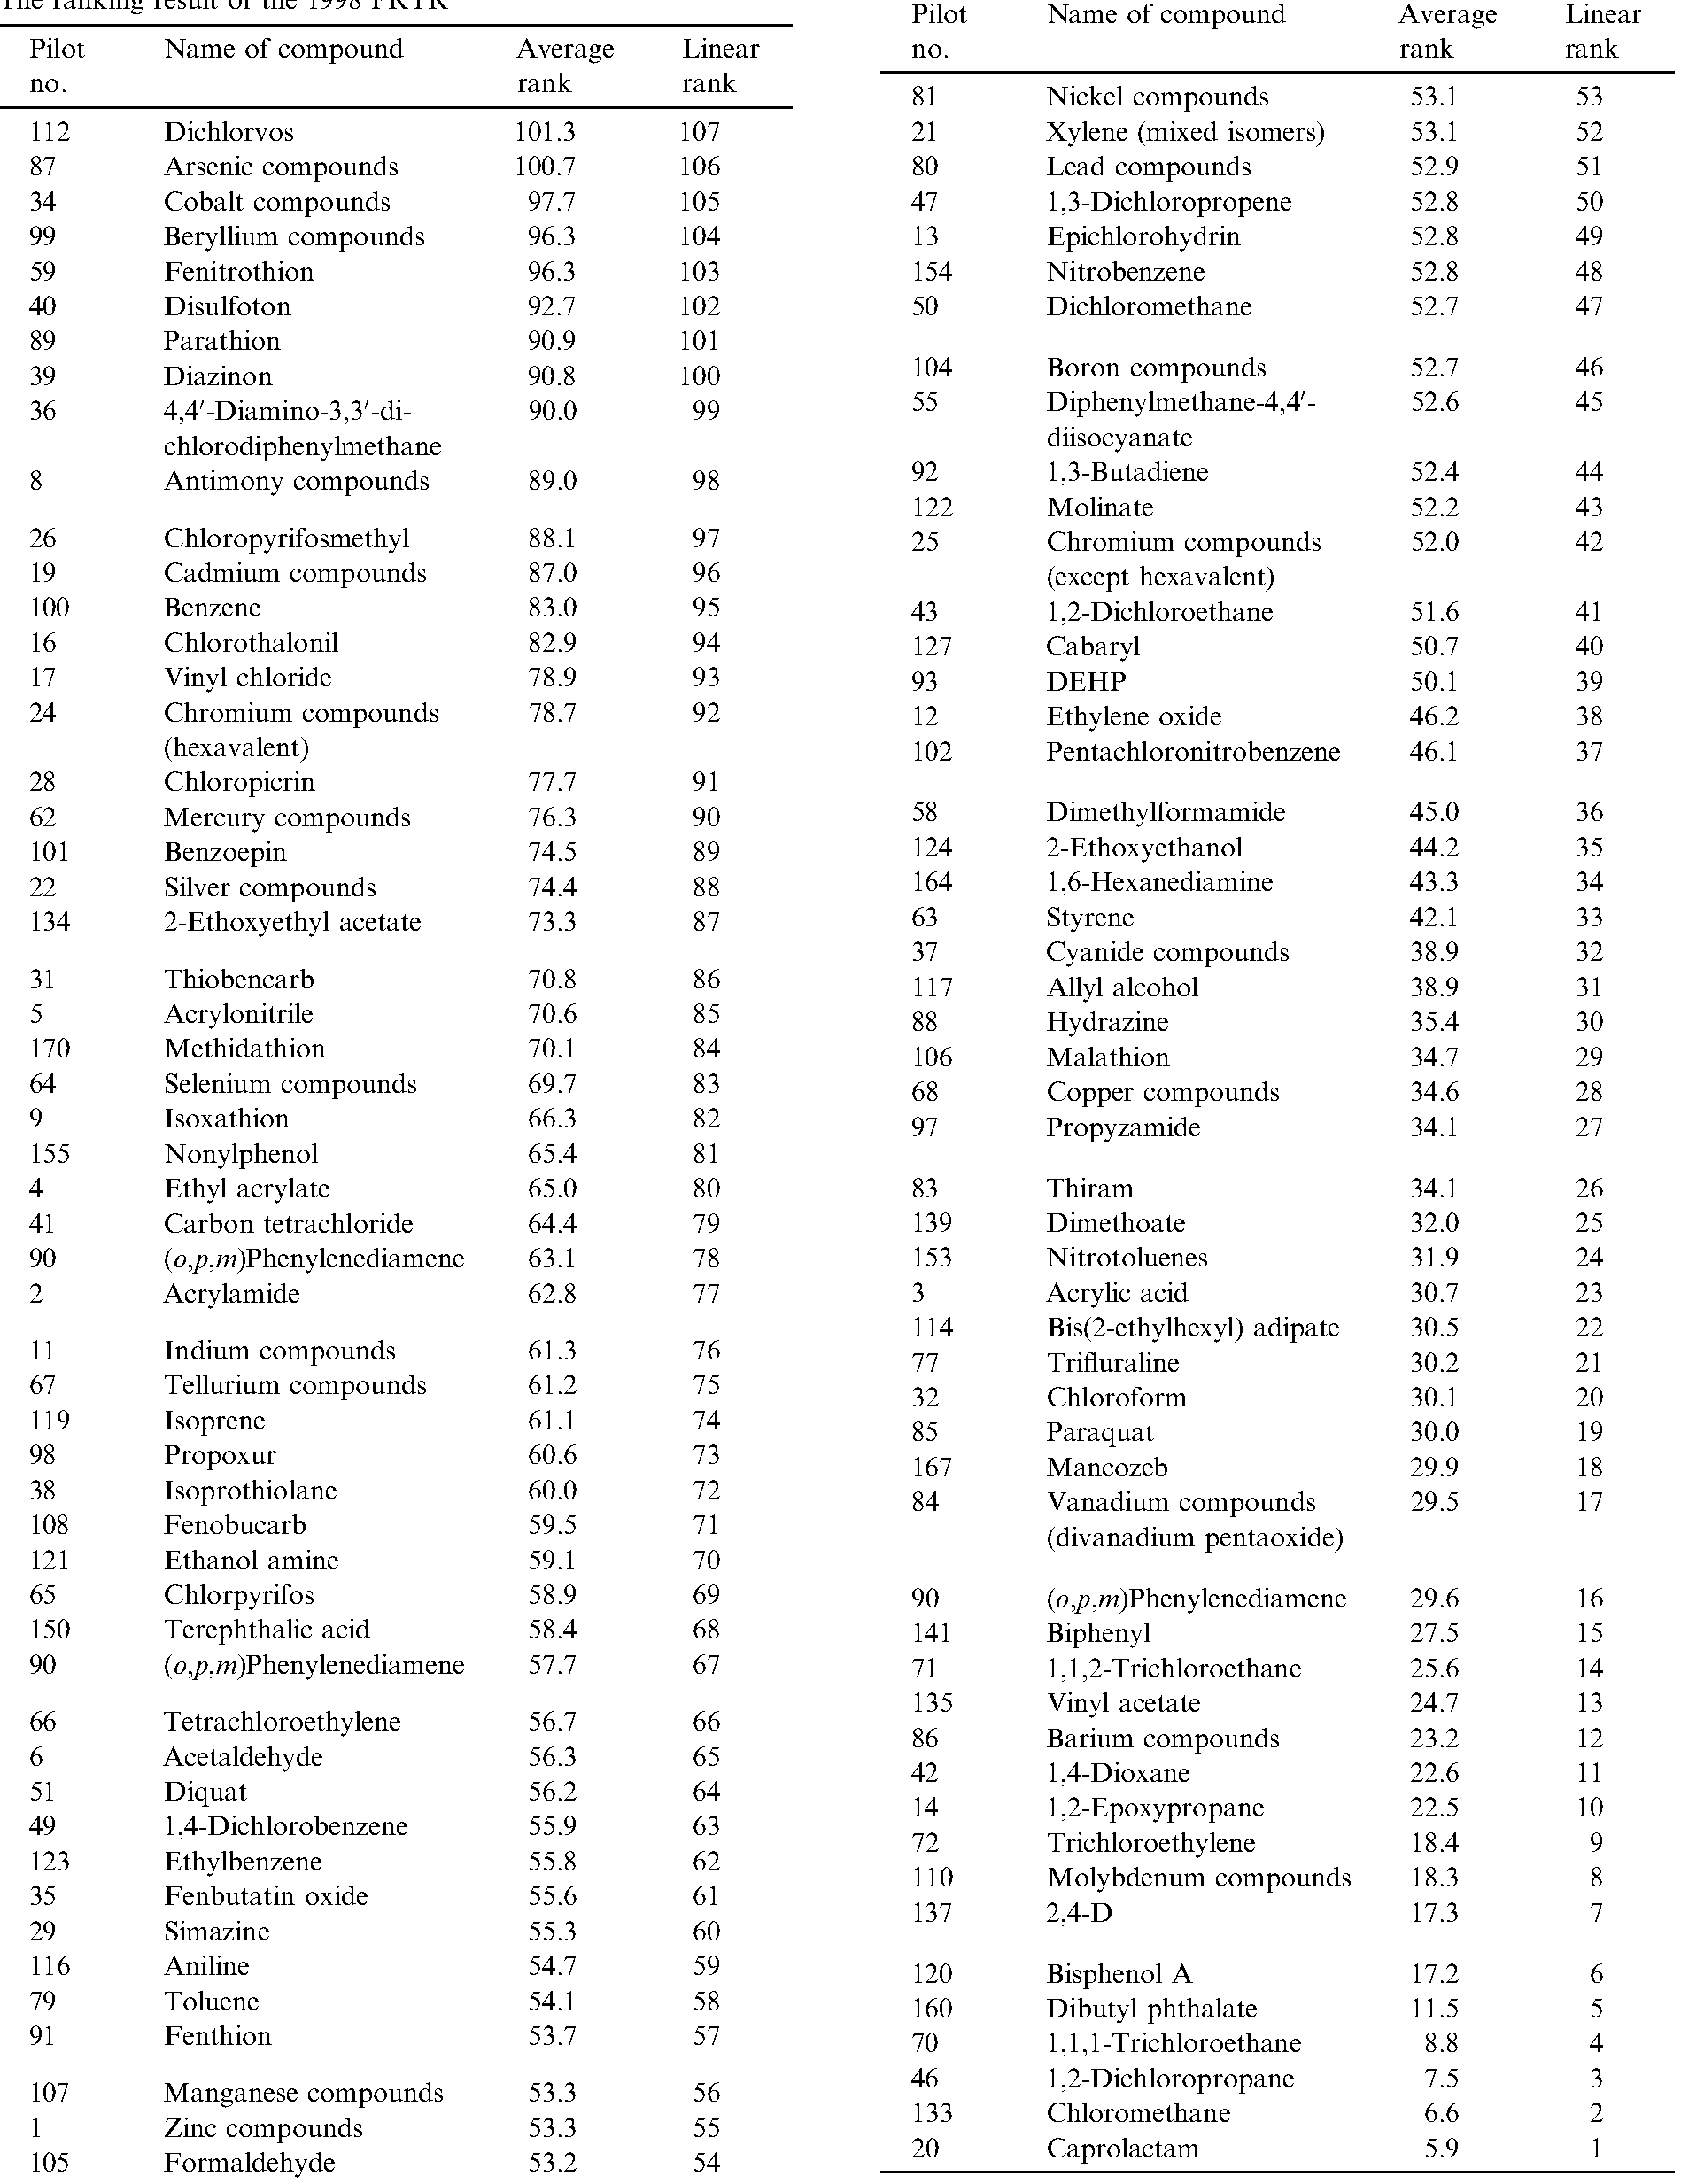 The ranking result of the 1998 PRTR
Pilot no. Name of compound Average rank Linear rank
112 Dichlorvos 101.3 107
87 Arsenic compounds 100.7 106
34 Cobalt compounds 97.7 105
99 Beryllium compounds 96.3 104
59 Fenitrothion 96.3 103
40 Disulfoton 92.7 102
89 Parathion 90.9 101
39 Diazinon 90.8 100
36 4,4′-Diamino-3,3′-di- 90.0 99
chlorodiphenylmethane
8 Antimony compounds 89.0 98
26 Chloropyrifosmethyl 88.1 97
19 Cadmium compounds 87.0 96
100 Benzene 83.0 95
16 Chlorothalonil 82.9 94
17 Vinyl chloride 78.9 93
24 Chromium compounds 78.7 92
(hexavalent)
28 Chloropicrin 77.7 91
62 Mercury compounds 76.3 90
101 Benzoepin 74.5 89
22 Silver compounds 74.4 88
134 2-Ethoxyethyl acetate 73.3 87
31 Thiobencarb 70.8 86
5 Acrylonitrile 70.6 85
170 Methidathion 70.1 84
64 Selenium compounds 69.7 83
9 Isoxathion 66.3 82
155 Nonylphenol 65.4 81
4 Ethyl acrylate 65.0 80
41 Carbon tetrachloride 64.4 79
90 (o,p,m)Phenylenediamene 63.1 78
2 Acrylamide 62.8 77
11 Indium compounds 61.3 76
67 Tellurium compounds 61.2 75
119 Isoprene 61.1 74
98 Propoxur 60.6 73
38 Isoprothiolane 60.0 72
108 Fenobucarb 59.5 71
121 Ethanol amine 59.1 70
65 Chlorpyrifos 58.9 69
150 Terephthalic acid 58.4 68
90 (o,p,m)Phenylenediamene 57.7 67
66 Tetrachloroethylene 56.7 66
6 Acetaldehyde 56.3 65
51 Diquat 56.2 64
49 1,4-Dichlorobenzene 55.9 63
123 Ethylbenzene 55.8 62
35 Fenbutatin oxide 55.6 61
29 Simazine 55.3 60
116 Aniline 54.7 59
79 Toluene 54.1 58
91 Fenthion 53.7 57
107 Manganese compounds 53.3 56
1 Zinc compounds 53.3 55
105 Formaldehyde 53.2 54
Pilot no. Name of compound Average rank Linear rank
81 Nickel compounds 53.1 53
21 Xylene (mixed isomers) 53.1 52
80 Lead compounds 52.9 51
47 1,3-Dichloropropene 52.8 50
13 Epichlorohydrin 52.8 49
154 Nitrobenzene 52.8 48
50 Dichloromethane 52.7 47
104 Boron compounds 52.7 46
55 Diphenylmethane-4,4′- 52.6 45
diisocyanate
92 1,3-Butadiene 52.4 44
122 Molinate 52.2 43
25 Chromium compounds 52.0 42
(except hexavalent)
43 1,2-Dichloroethane 51.6 41
127 Cabaryl 50.7 40
93 DEHP 50.1 39
12 Ethylene oxide 46.2 38
102 Pentachloronitrobenzene 46.1 37
58 Dimethylformamide 45.0 36
124 2-Ethoxyethanol 44.2 35
164 1,6-Hexanediamine 43.3 34
63 Styrene 42.1 33
37 Cyanide compounds 38.9 32
117 Allyl alcohol 38.9 31
88 Hydrazine 35.4 30
106 Malathion 34.7 29
68 Copper compounds 34.6 28
97 Propyzamide 34.1 27
83 Thiram 34.1 26
139 Dimethoate 32.0 25
153 Nitrotoluenes 31.9 24
3 Acrylic acid 30.7 23
114 Bis(2-ethylhexyl) adipate 30.5 22
77 Trifluraline 30.2 21
32 Chloroform 30.1 20
85 Paraquat 30.0 19
167 Mancozeb 29.9 18
84 Vanadium compounds 29.5 17
(divanadium pentaoxide)
90 (o,p,m)Phenylenediamene 29.6 16
141 Biphenyl 27.5 15
71 1,1,2-Trichloroethane 25.6 14
135 Vinyl acetate 24.7 13
86 Barium compounds 23.2 12
42 1,4-Dioxane 22.6 11
14 1,2-Epoxypropane 22.5 10
72 Trichloroethylene 18.4 9
110 Molybdenum compounds 18.3 8
137 2,4-D 17.3 7
120 Bisphenol A 17.2 6
160 Dibutyl phthalate 11.5 5
70 1,1,1-Trichloroethane 8.8 4
46 1,2-Dichloropropane 7.5 3
133 Chloromethane 6.6 2
20 Caprolactam 5.9 1